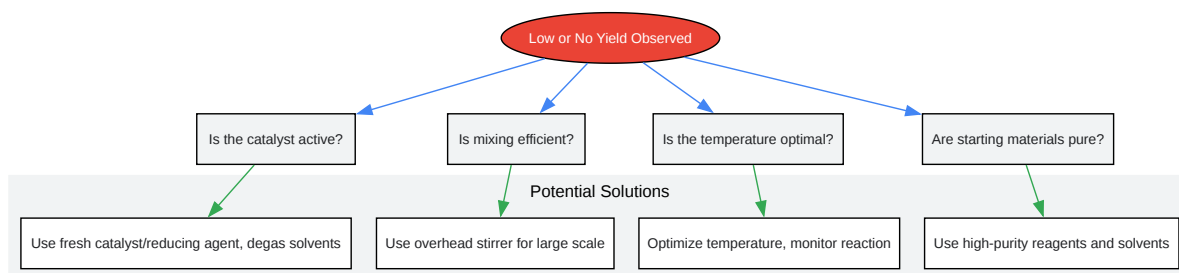 Low or No Yield Observed
Is the catalyst active?
Is mixing efficient?
Is the temperature optimal?
Are starting materials pure?
Potential Solutions
Use fresh catalyst/reducing agent, degas solvents
Use overhead stirrer for large scale
Optimize temperature, monitor reaction
Use high-purity reagents and solvents